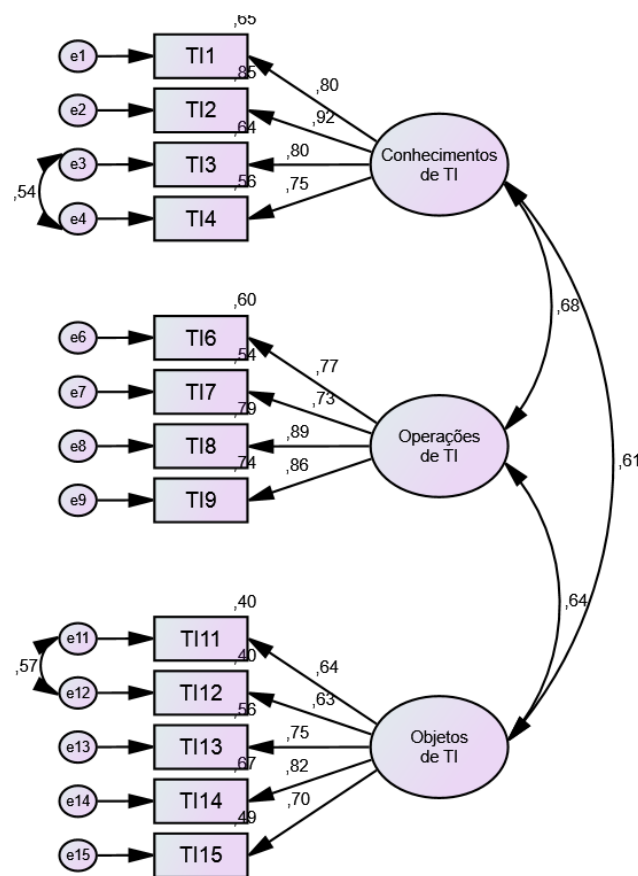 ,65
e1
TI1
,80
,85
e2
TI2
,92
,64
e3
TI3
,80
Conhecimentos
de TI
,54
,56
e4
TI4
,75
,68
,60
e6
TI6
,77
,54
e7
TI7
,73
,79
e8
TI8
,89
Operações
de TI
,61
,74
e9
TI9
,86
,64
,40
e11
TI11
,64
,57
,40
e12
TI12
,63
,56
e13
TI13
,75
Objetos
de TI
,67
e14
TI14
,82
,49
e15
TI15
,70